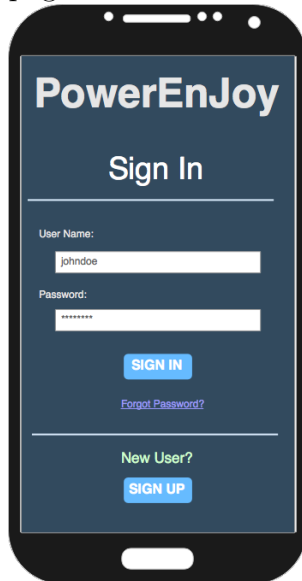 PowerEnJoy
Sign In
User Name:
johndoe
Password:
********
SIGN IN
Forgot Password?
New User?
SIGN UP